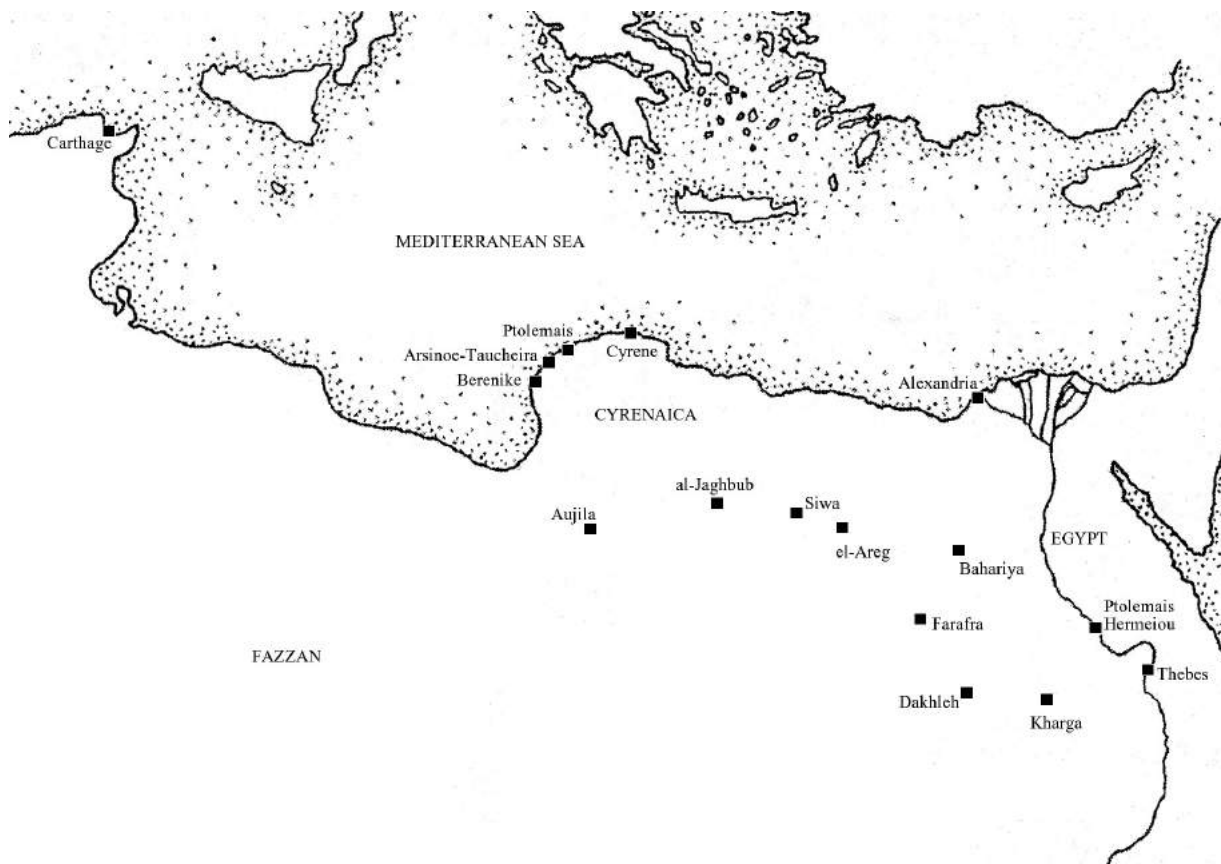 Carthage
MEDITERRANEAN SEA
Ptolemais
Cyrene
Arsinoe-Taucheira
Berenike
Alexandria
CYRENAICA
al-Jaghbub
Siwa
Aujila
EGYPT
el-Areg
Bahariya
Ptolemais
Hermeiou
Farafra
FAZZAN
Thebes
Dakhleh
Kharga